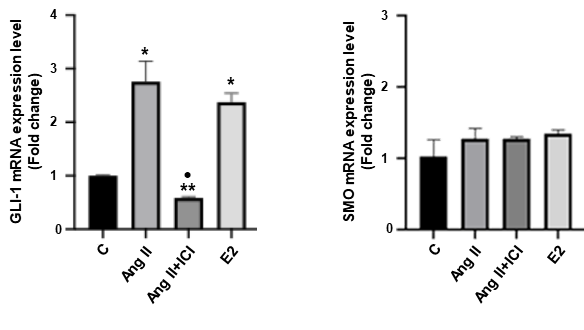 GLI-1 mRNA expression level
(Fold change)
4
3
2
1
0
*
•
**
*
C
Ang II
Ang II+ICI
E2
SMO mRNA expression level
(Fold change)
3
2
1
0
C
Ang II
Ang II+ICI
E2